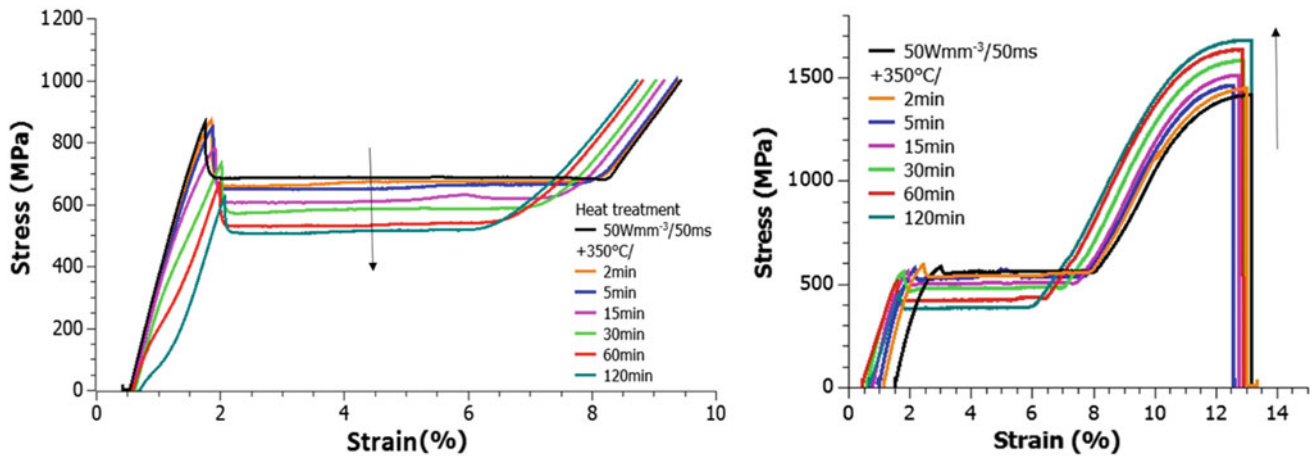 1200
1000
800
600
400
200
0
Stress (MPa)
0 2 4 6 8 10
Strain(%)
Heat treatment
50Wmm⁻³/50ms
+350°C/
2min
5min
15min
30min
60min
120min
1500
1000
500
0
Stress (MPa)
0 2 4 6 8 10 12 14
Strain (%)
50Wmm⁻³/50ms
+350°C/
2min
5min
15min
30min
60min
120min